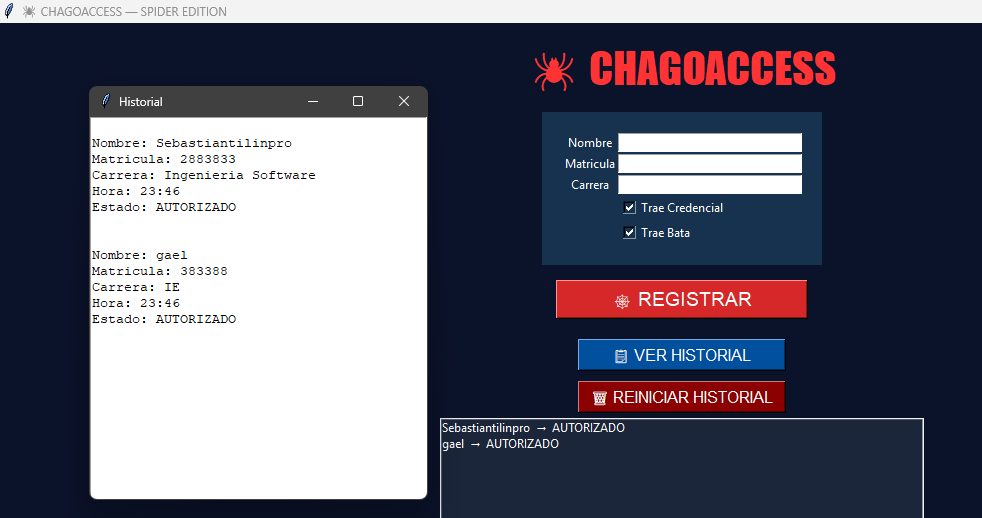 CHAGOACCESS — SPIDER EDITION
CHAGOACCESS
Historial
Nombre: Sebastiantilinpro
Matricula: 2883833
Carrera: Ingenieria Software
Hora: 23:46
Estado: AUTORIZADO
Nombre: gael
Matricula: 383388
Carrera: IE
Hora: 23:46
Estado: AUTORIZADO
Nombre
Matricula
Carrera
Trae Credencial
Trae Bata
REGISTRAR
VER HISTORIAL
REINICIAR HISTORIAL
Sebastiantilinpro → AUTORIZADO
gael → AUTORIZADO